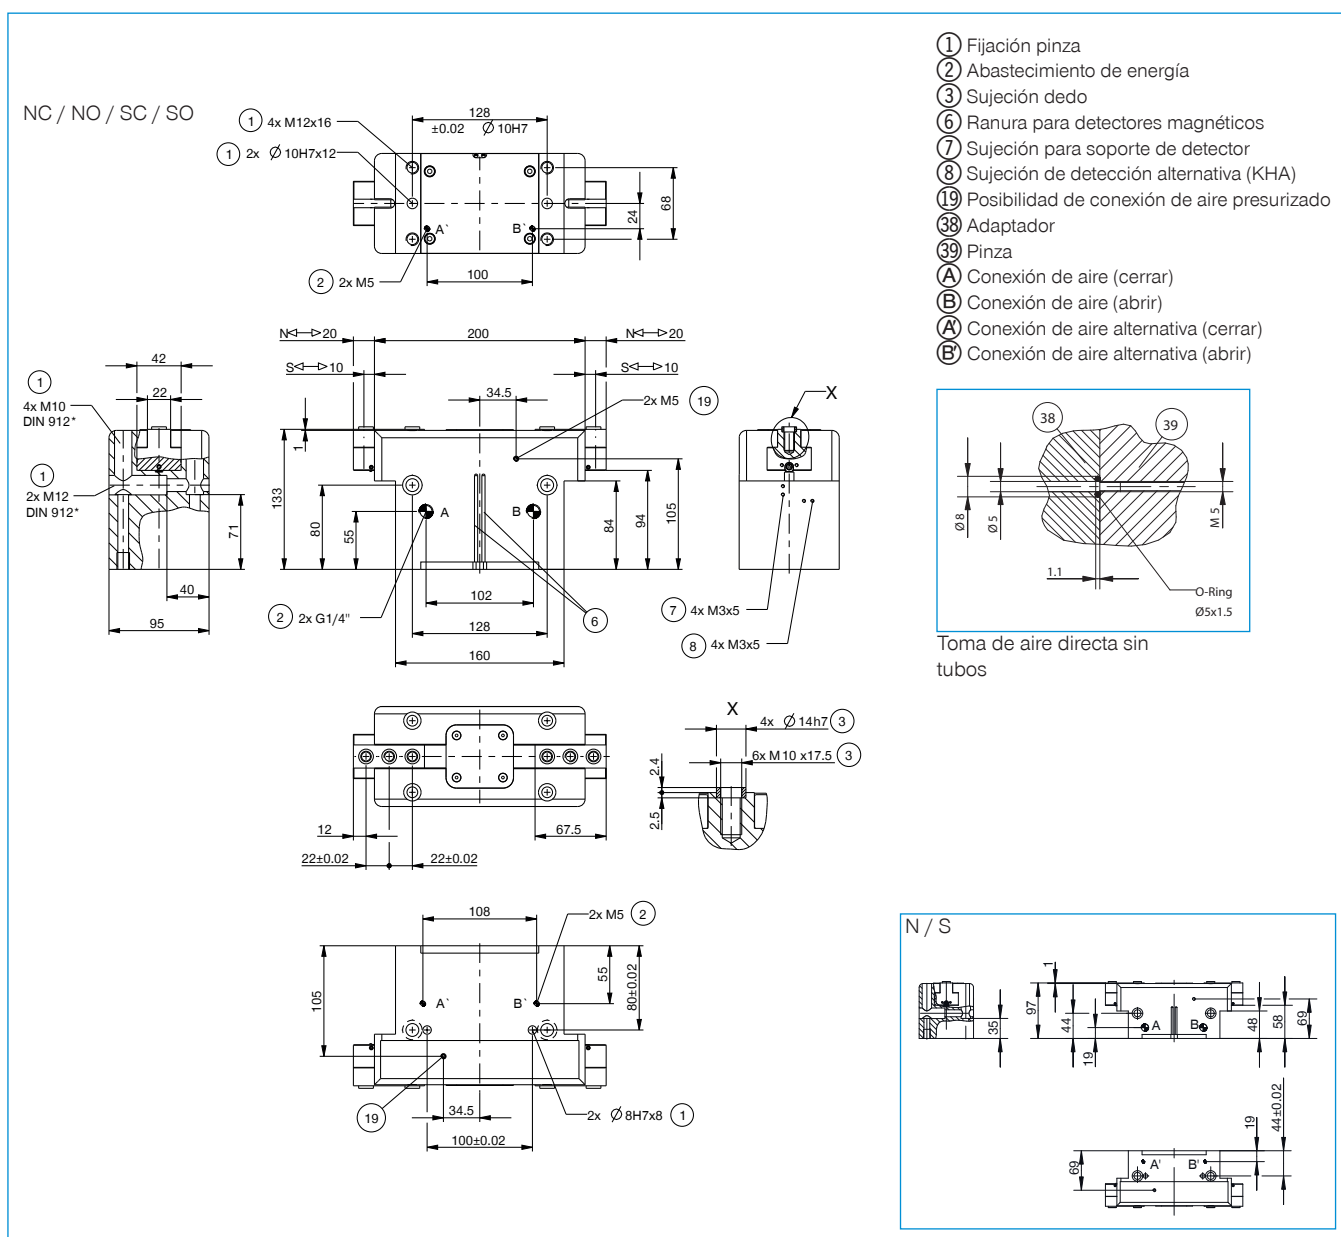 NC / NO / SC / SO
① 4x M12x16
① 2x Ø 10H7x12
128
±0.02 Ø 10H7
68
24
A`
B`
② 2x M5
100
① Fijación pinza
② Abastecimiento de energía
③ Sujeción dedo
⑥ Ranura para detectores magnéticos
⑦ Sujeción para soporte de detector
⑧ Sujeción de detección alternativa (KHA)
⑲ Posibilidad de conexión de aire presurizado
㊳ Adaptador
㊴ Pinza
Ⓐ Conexión de aire (cerrar)
Ⓑ Conexión de aire (abrir)
A' Conexión de aire alternativa (cerrar)
B' Conexión de aire alternativa (abrir)
42
22
①
4x M10
DIN 912*
①
2x M12
DIN 912*
71
40
95
N 20
200
N 20
S 10
S 10
34.5
2x M5 ⑲
1
133
80
55
A
B
84
94
105
② 2x G1/4"
102
128
160
⑥
X
⑦ 4x M3x5
⑧ 4x M3x5
38
39
Ø 8
Ø 5
M 5
1.1
O-Ring
Ø5x1.5
Toma de aire directa sin
tubos
12
67.5
22±0.02
22±0.02
X
4x Ø 14h7 ③
6x M10 x17.5 ③
2.4
2.5
108
2x M5 ②
105
55
80±0.02
A`
B`
⑲
34.5
2x Ø 8H7x8 ①
100±0.02
N / S
35
1
97
44
19
A
B
48
58
69
69
A'
B'
19
44±0.02